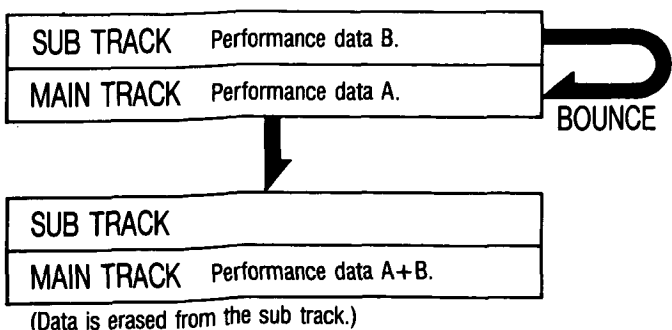 SUB TRACK Performance data B.
MAIN TRACK Performance data A.
BOUNCE
SUB TRACK
MAIN TRACK Performance data A+B.
(Data is erased from the sub track.)